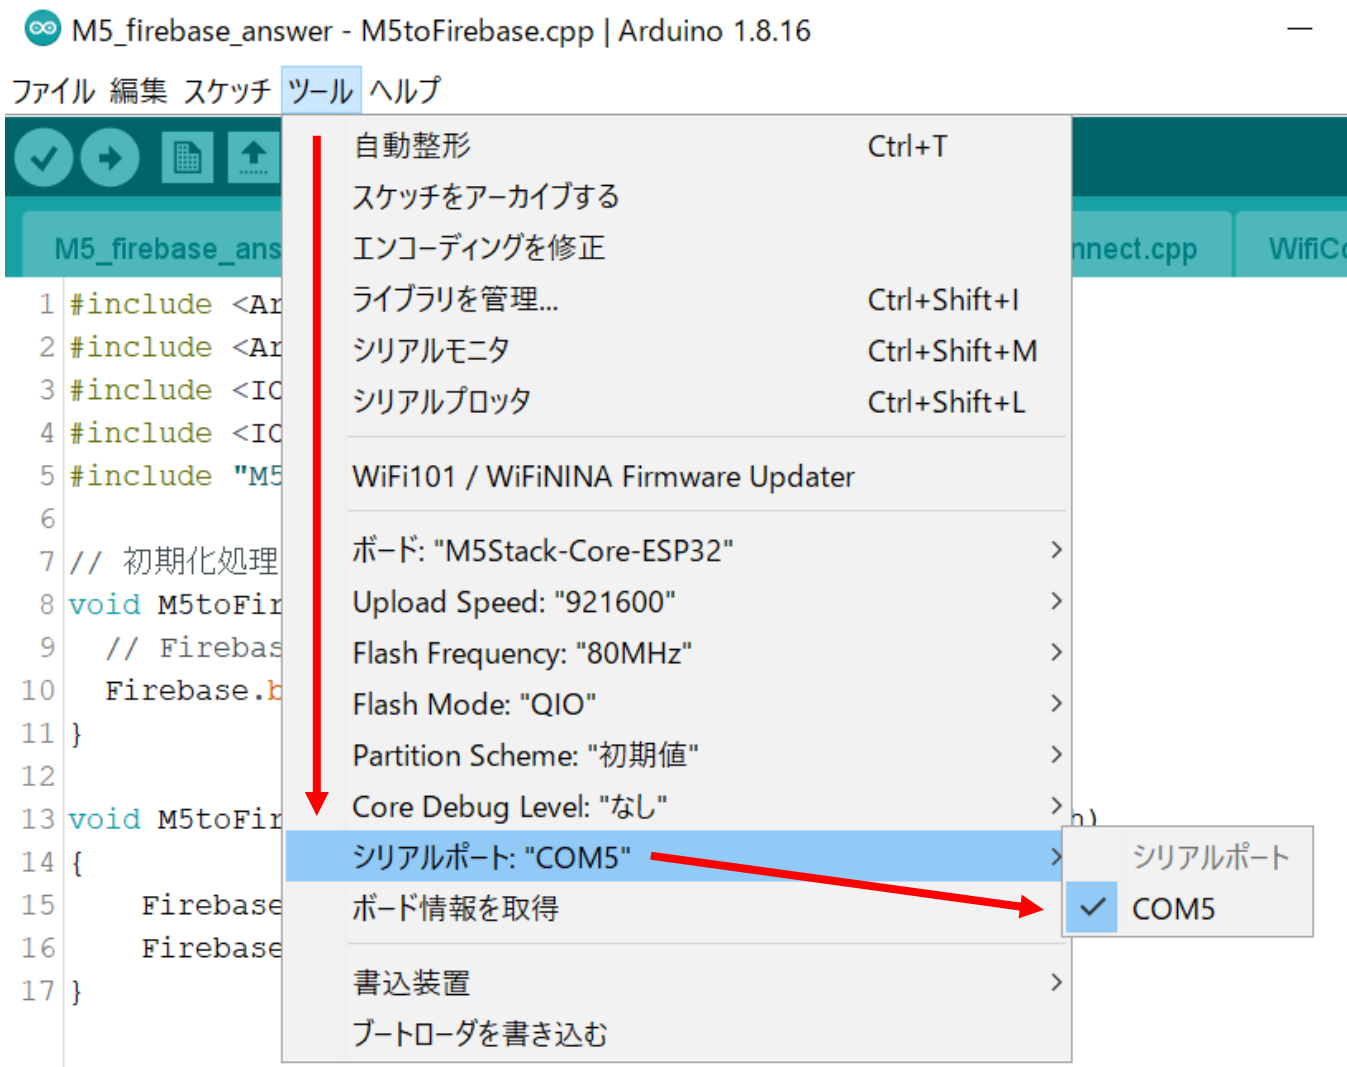 M5_firebase_answer - M5toFirebase.cpp | Arduino 1.8.16
ファイル 編集 スケッチ ツール ヘルプ
自動整形 Ctrl+T
スケッチをアーカイブする
エンコーディングを修正
ライブラリを管理... Ctrl+Shift+I
シリアルモニタ Ctrl+Shift+M
シリアルプロッタ Ctrl+Shift+L
WiFi101 / WiFiNINA Firmware Updater
ボード: "M5Stack-Core-ESP32"
Upload Speed: "921600"
Flash Frequency: "80MHz"
Flash Mode: "QIO"
Partition Scheme: "初期値"
Core Debug Level: "なし"
シリアルポート: "COM5"
ボード情報を取得
書込装置
ブートローダを書き込む
シリアルポート
COM5
M5_firebase_ans
nnect.cpp
WifiCo
1 #include <Ar
2 #include <Ar
3 #include <IO
4 #include <IO
5 #include "M5
6
7 // 初期化処理
8 void M5toFir
9 // Firebas
10 Firebase.b
11 }
12
13 void M5toFir h)
14 {
15 Firebase
16 Firebase
17 }